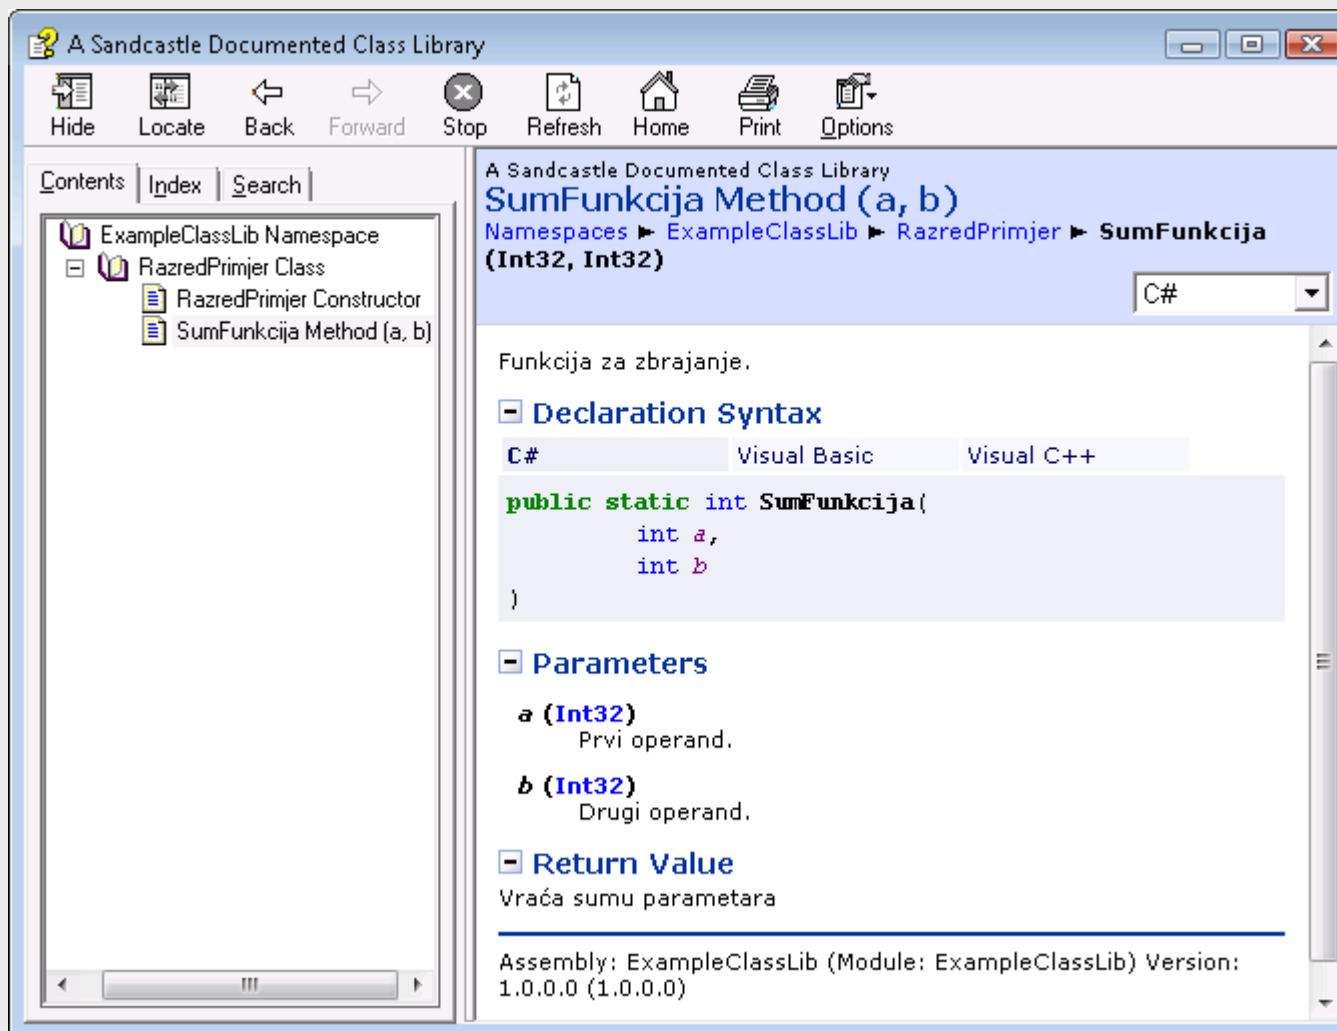 A Sandcastle Documented Class Library
Hide Locate Back Forward Stop Refresh Home Print Options
Contents Index Search
ExampleClassLib Namespace
RazredPrimjer Class
RazredPrimjer Constructor
SumFunkcija Method (a, b)
A Sandcastle Documented Class Library
SumFunkcija Method (a, b)
Namespaces ► ExampleClassLib ► RazredPrimjer ► SumFunkcija
(Int32, Int32)
C#
Funkcija za zbrajanje.
Declaration Syntax
C# Visual Basic Visual C++
public static int SumFunkcija(
int a,
int b
)
Parameters
a (Int32)
Prvi operand.
b (Int32)
Drugi operand.
Return Value
Vraća sumu parametara
Assembly: ExampleClassLib (Module: ExampleClassLib) Version:
1.0.0.0 (1.0.0.0)